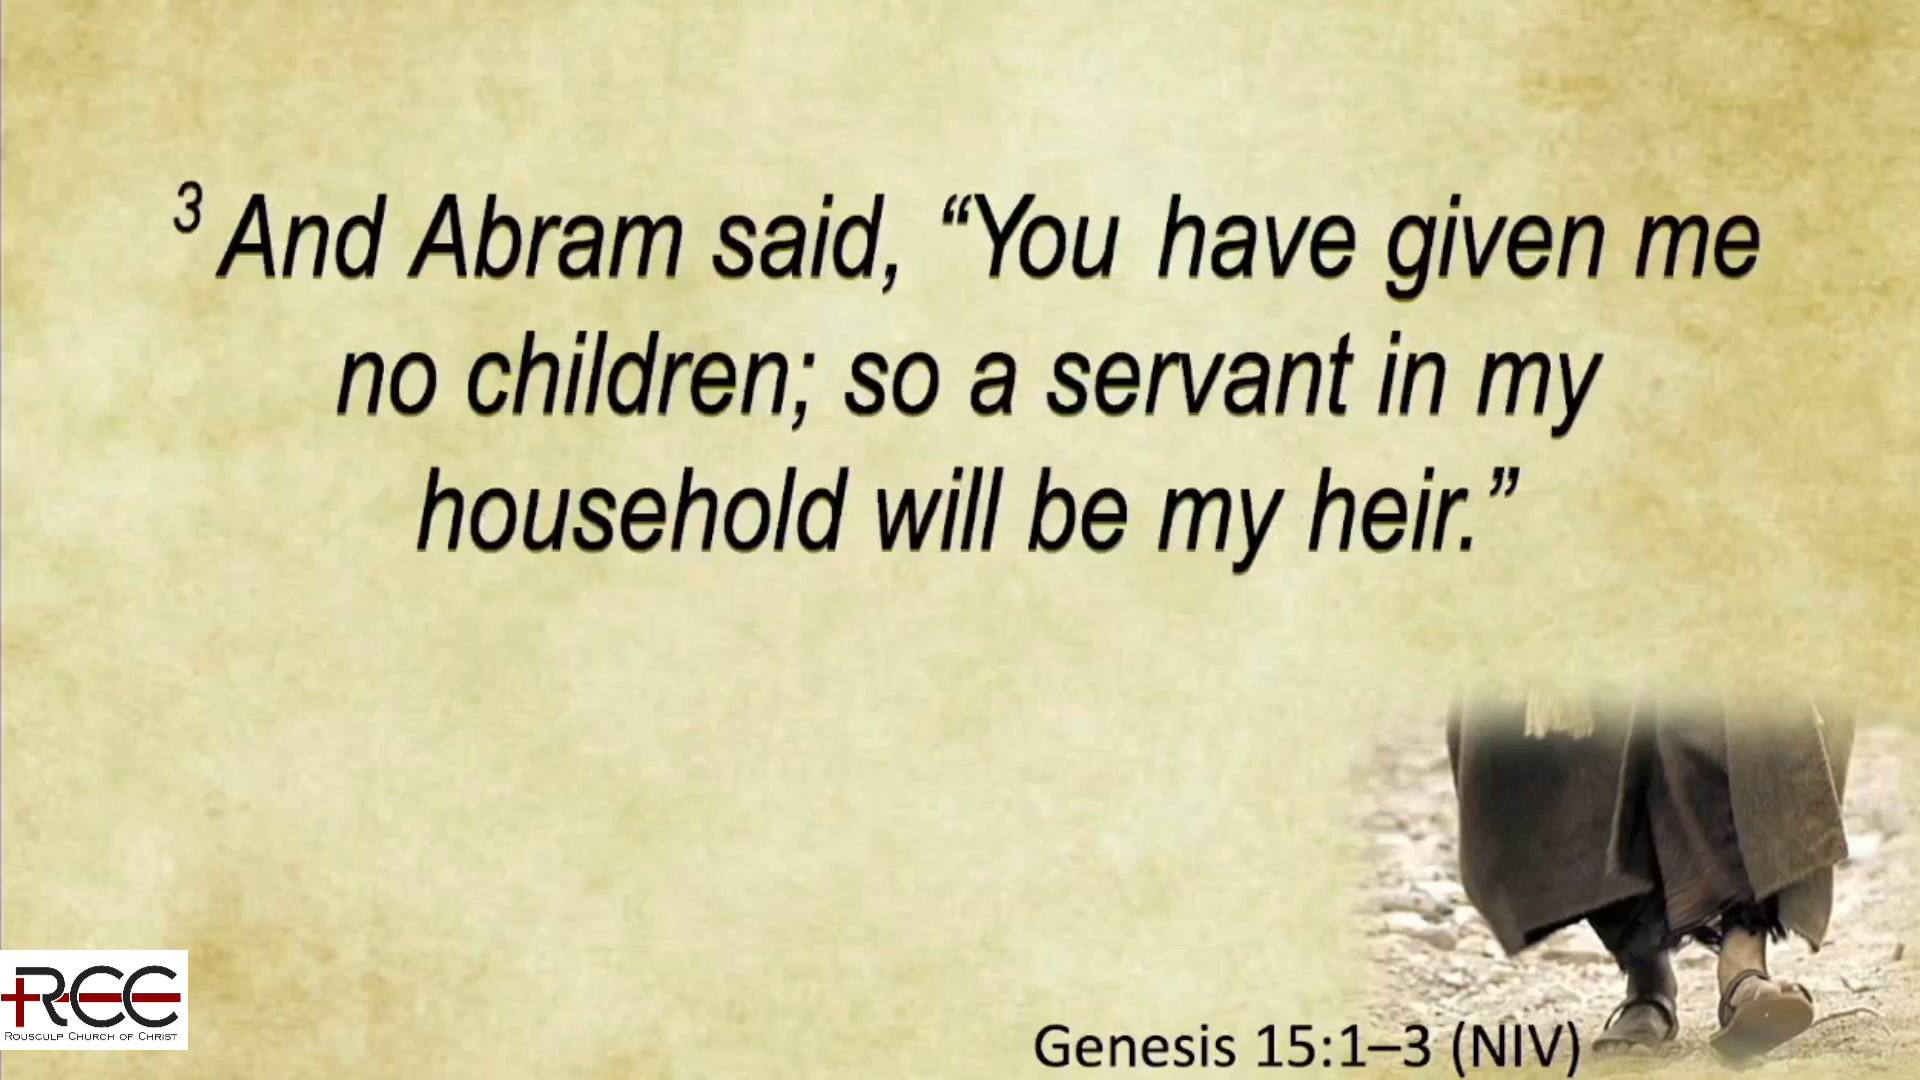 3 And Abram said, “You have given me
no children; so a servant in my
household will be my heir.”
RCC
ROUSCULP CHURCH OF CHRIST
Genesis 15:1–3 (NIV)